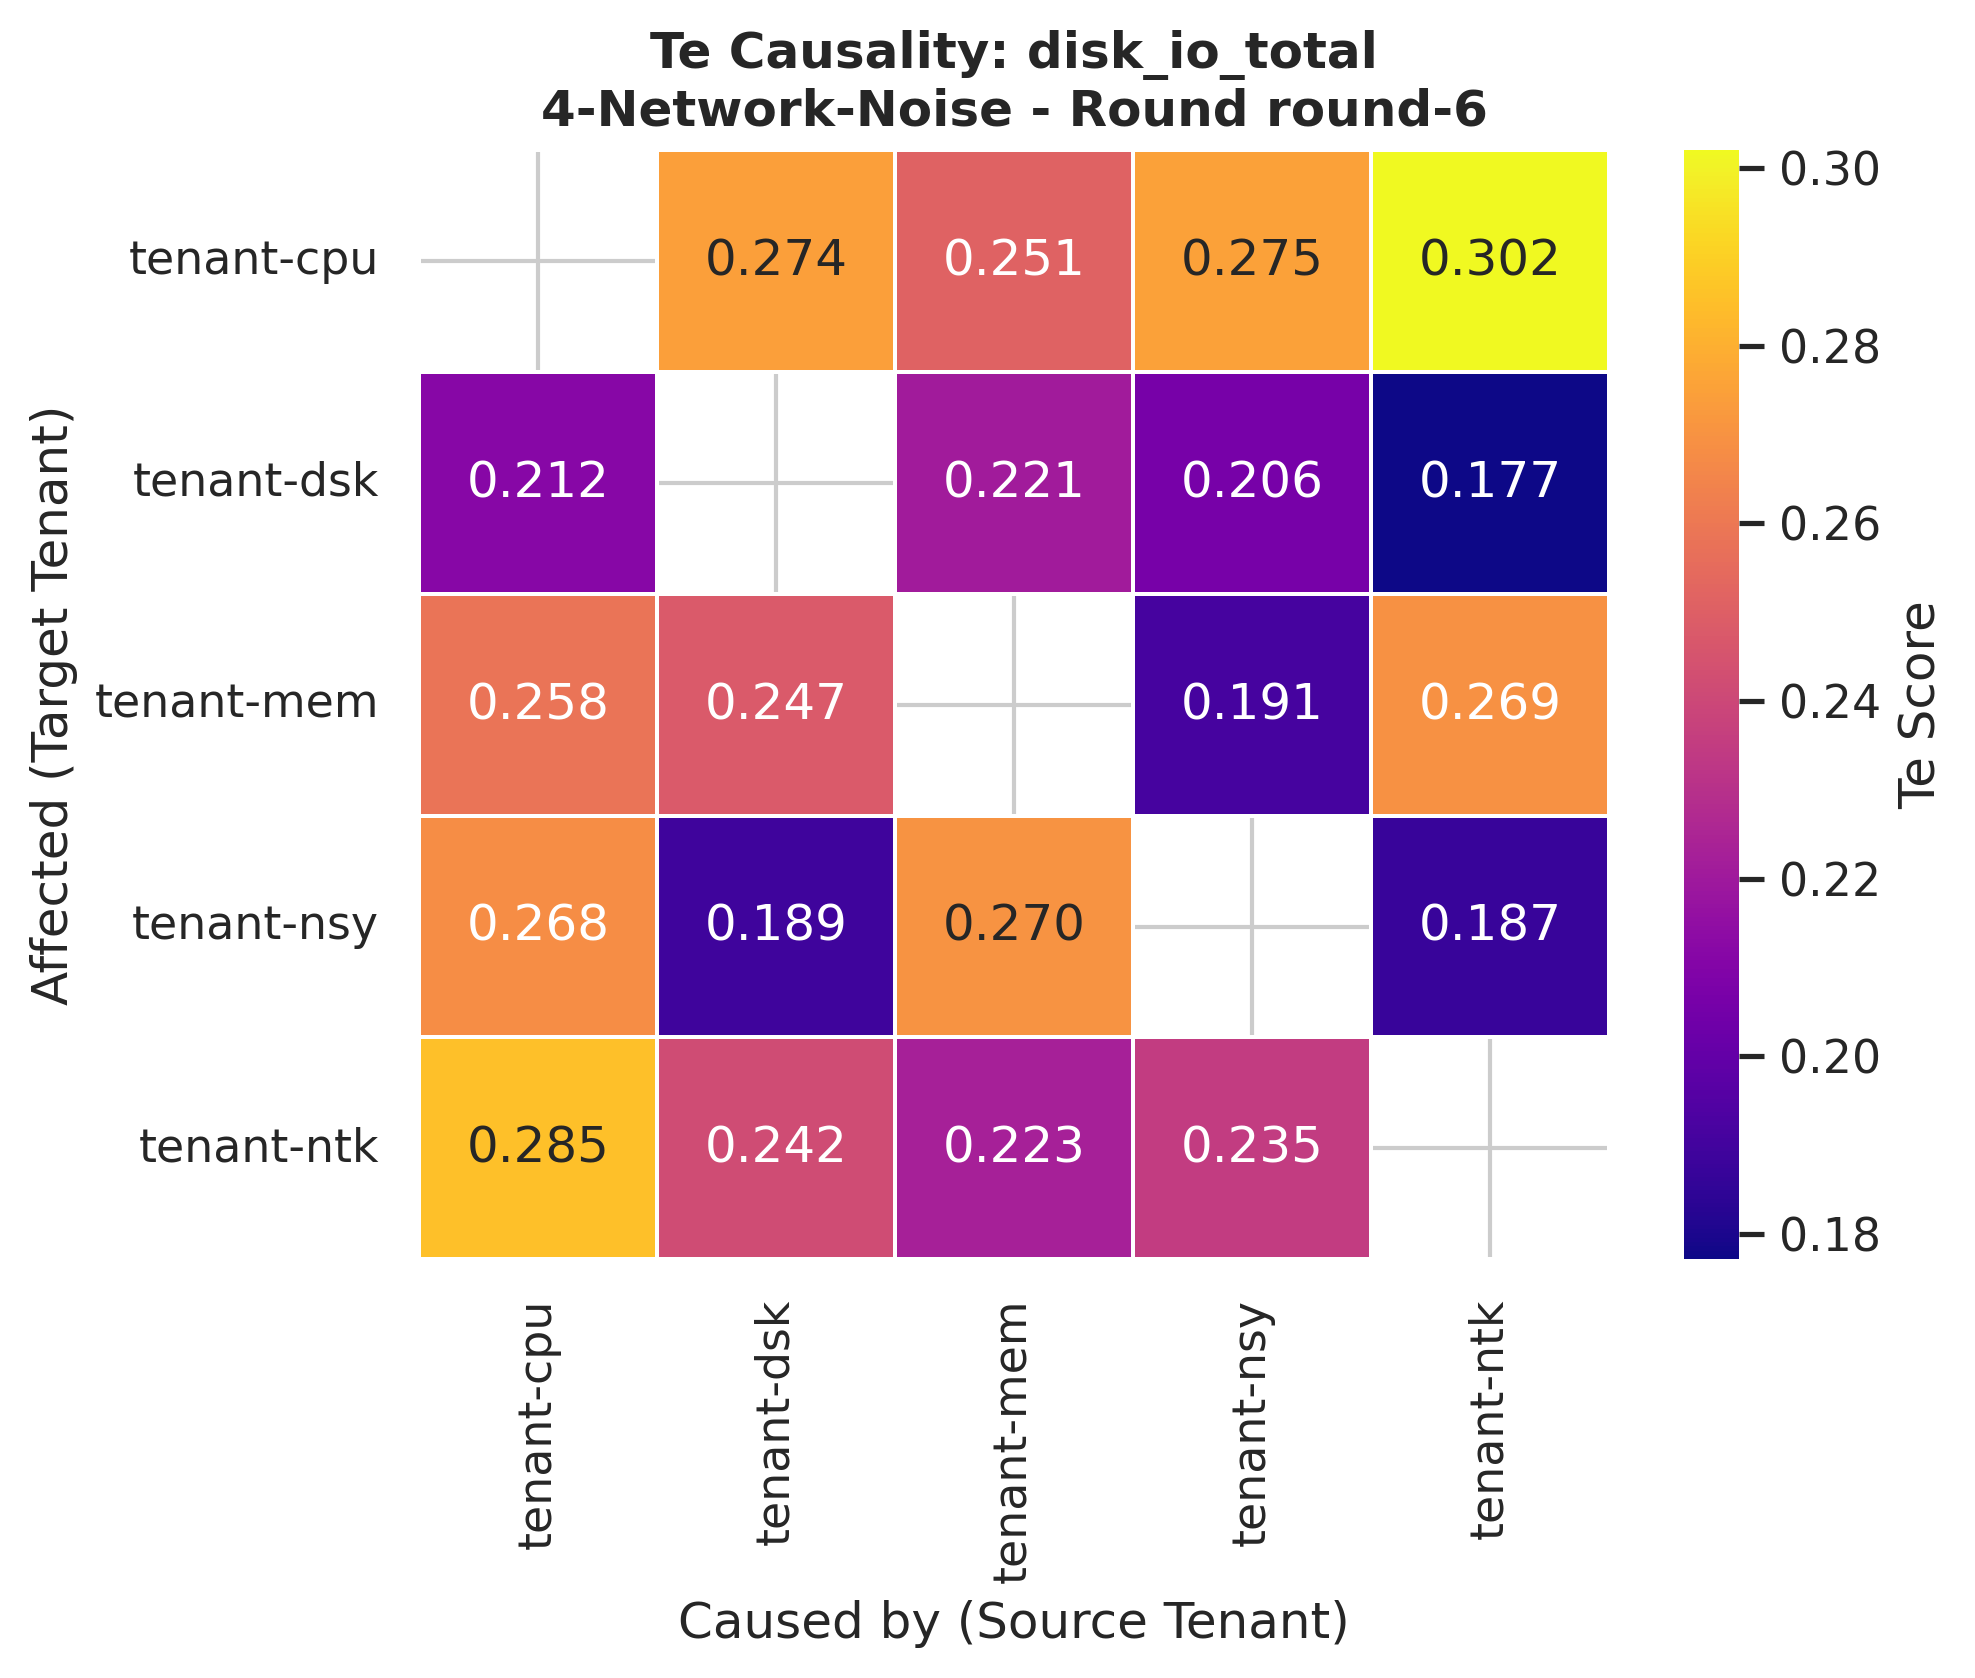 Te Causality: disk_io_total
4-Network-Noise - Round round-6
Affected (Target Tenant)
tenant-cpu
0.274 0.251 0.275 0.302
tenant-dsk
0.212 0.221 0.206 0.177
tenant-mem
0.258 0.247 0.191 0.269
tenant-nsy
0.268 0.189 0.270 0.187
tenant-ntk
0.285 0.242 0.223 0.235
tenant-cpu
tenant-dsk
tenant-mem
tenant-nsy
tenant-ntk
Caused by (Source Tenant)
0.30
0.28
0.26
0.24
0.22
0.20
0.18
Te Score